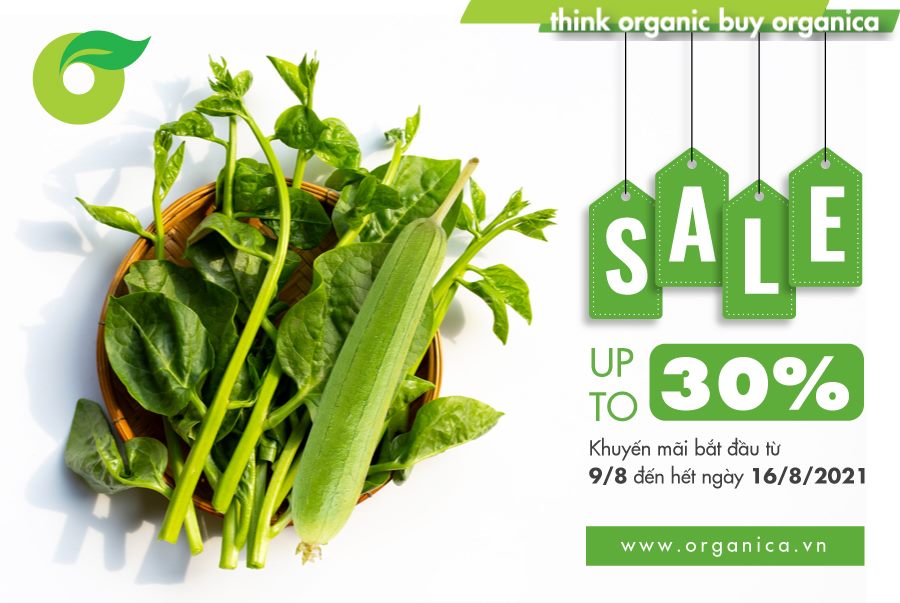 think organic buy organica
SALE
UP
TO
30%
Khuyến mãi bắt đầu từ
9/8 đến hết ngày 16/8/2021
www.organica.vn